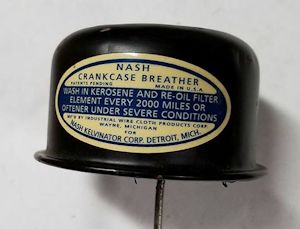 NASH
CRANKCASE BREATHER
PATENTS PENDING MADE IN U.S.A.
WASH IN KEROSENE AND RE-OIL FILTER
ELEMENT EVERY 2000 MILES OR
OFTENER UNDER SEVERE CONDITIONS
MF'D BY INDUSTRIAL WIRE CLOTH PRODUCTS CORP.
WAYNE, MICHIGAN
FOR
NASH KELVINATOR CORP. DETROIT, MICH.